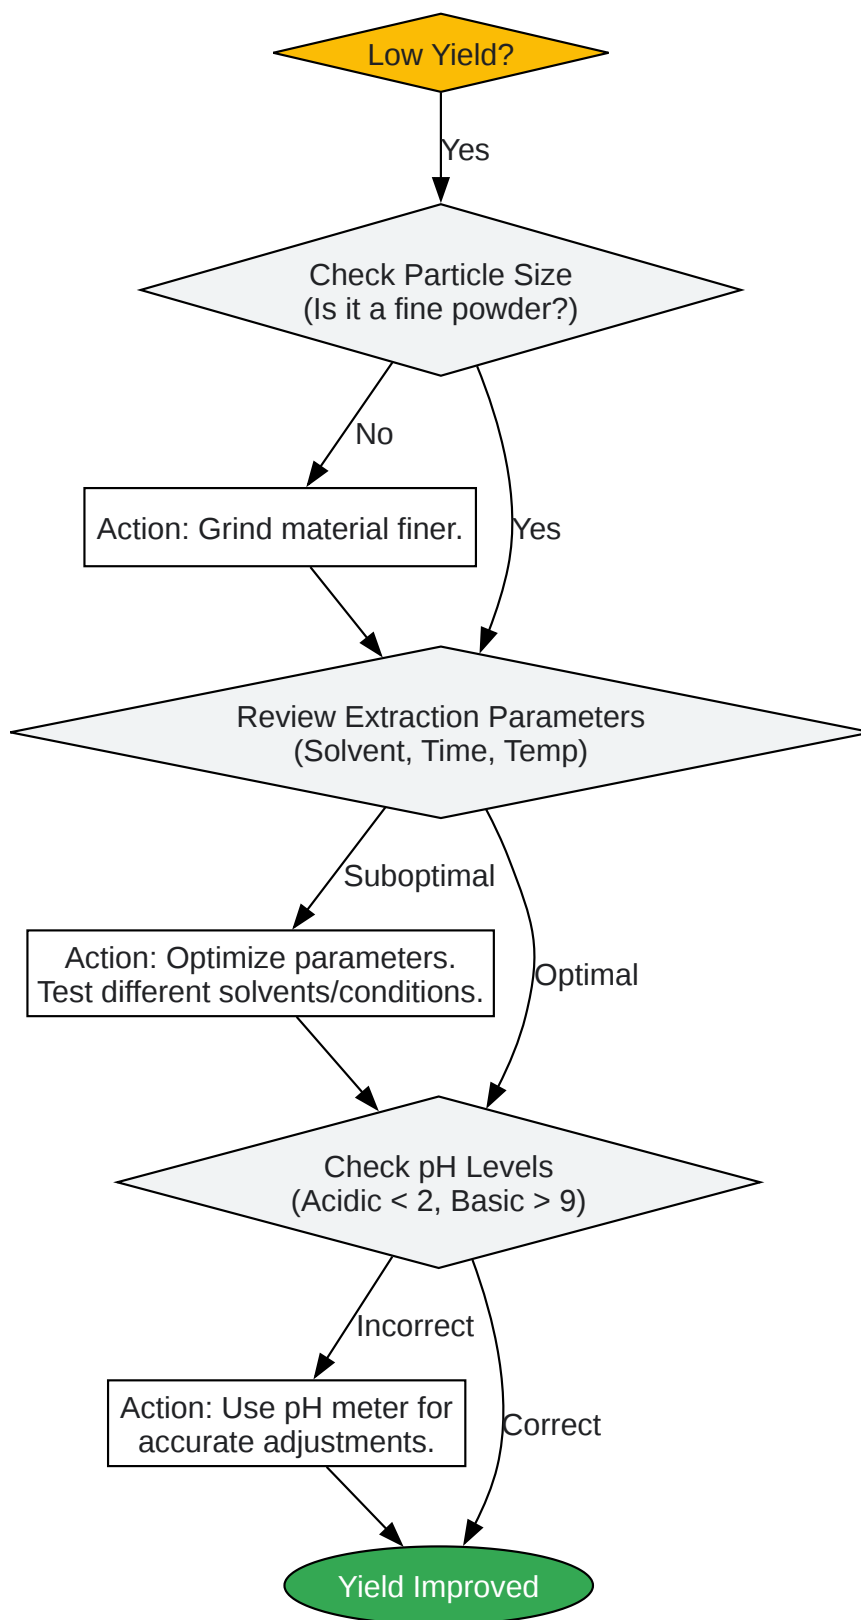 Low Yield?
Yes
Check Particle Size
(Is it a fine powder?)
No
Action: Grind material finer.
Yes
Review Extraction Parameters
(Solvent, Time, Temp)
Suboptimal
Action: Optimize parameters.
Test different solvents/conditions.
Optimal
Check pH Levels
(Acidic < 2, Basic > 9)
Incorrect
Action: Use pH meter for
accurate adjustments.
Correct
Yield Improved